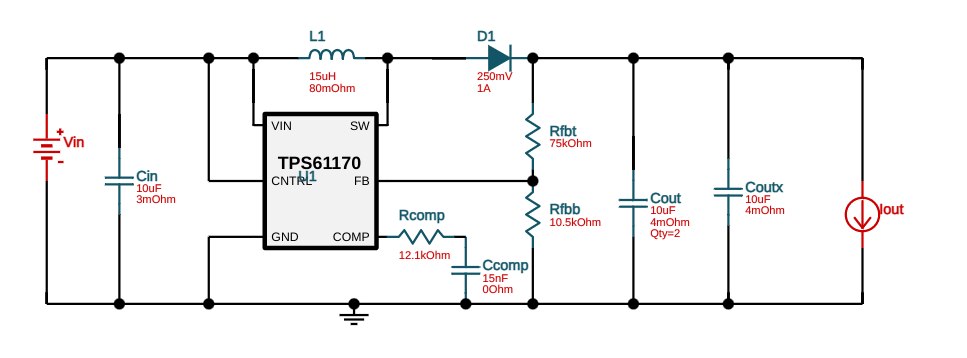 L1
15uH
80mOhm
D1
250mV
1A
+
Vin
-
Cin
10uF
3mOhm
VIN
SW
TPS61170
U1
CNTRL
FB
GND
COMP
Rcomp
12.1kOhm
Ccomp
15nF
0Ohm
Rfbt
75kOhm
Rfbb
10.5kOhm
Cout
10uF
4mOhm
Qty=2
Coutx
10uF
4mOhm
Iout